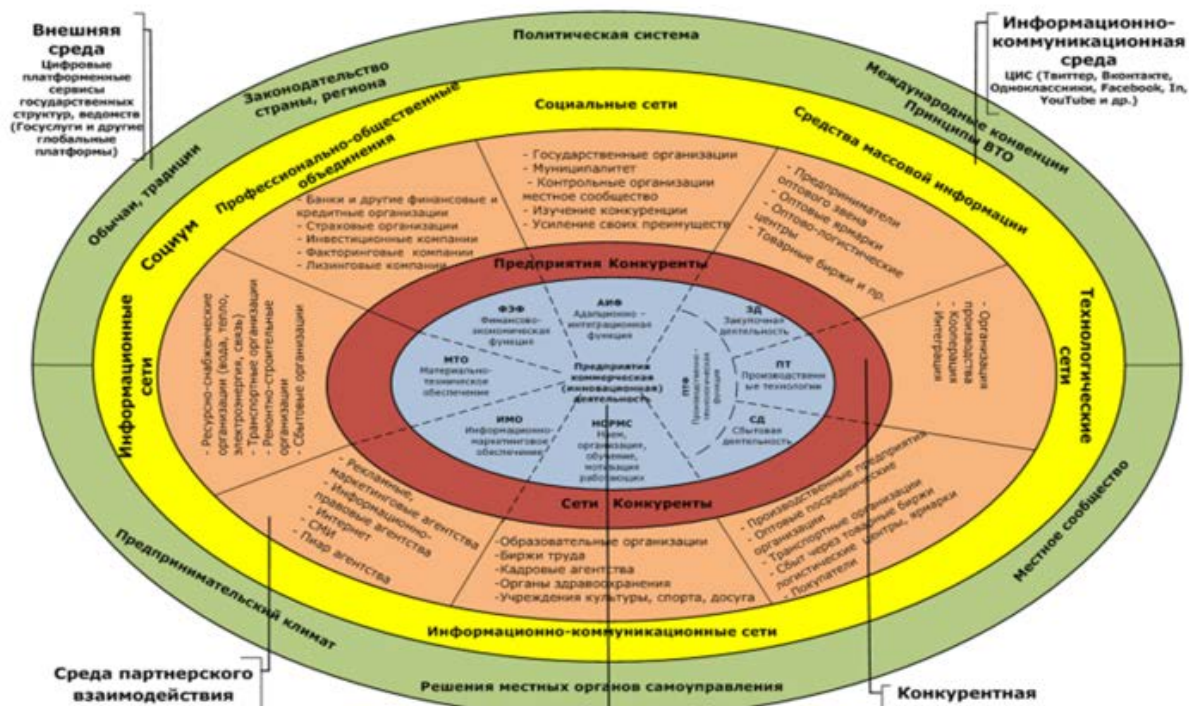 Внешняя
среда
Цифровые
платформенные
сервисы
государственных
структур, ведомств
(Госуслуги и другие
глобальные
платформы)
Информационно-
коммуникационная
среда
ЦИС (Твиттер, Вконтакте,
Одноклассники, Facebook, In,
YouTube и др.)
Политическая система
Законодательство
страны, региона
Международные конвенции
Принципы ВТО
Обычаи, традиции
Социальные сети
Профессионально-общественные
объединения
Средства массовой информации
Социум
Информационные
сети
Технологические
сети
- Государственные организации
- Муниципалитет
- Контрольные организации
местное сообщество
- Изучение конкуренции
- Усиление своих преимуществ
- Банки и другие финансовые и
кредитные организации
- Страховые организации
- Инвестиционные компании
- Факторинговые компании
- Лизинговые компании
- Предприниматели
оптового звена
- Оптовые ярмарки
- Оптово-логистические
центры
- Товарные биржи и пр.
- Ресурсно-снабженческие
организации (вода, тепло,
электроэнергия, связь)
- Транспортные организации
- Ремонтно-строительные
организации
- Сбытовые организации
- Организация
производства
- Кооперация
- Интеграция
Предприятия Конкуренты
ФЭФ
Финансово-
экономическая
функция
АИФ
Адапционно –
интеграционная
функция
ЗД
Закупочная
деятельность
МТО
Материально-
техническое
обеспечение
Предприятия
коммерческая
(инновационная)
деятельность
ПТФ
Производственно-
технологическая
функция
ПТ
Производствен
ные технологии
ИМО
Информационно-
маркетинговое
обеспечение
НОРМС
Наем,
организация,
обучение,
мотивация
работающих
СД
Сбытовая
деятельность
Сети Конкуренты
- Рекламные,
маркетинговые агентства
- Информационно-
правовые агентства
- Интернет
- СМИ
- Пиар агентства
-Образовательные организации
-Биржи труда
-Кадровые агентства
-Органы здравоохранения
-Учреждения культуры, спорта, досуга
- Производственные предприятия
- Оптовые посреднические
организации
- Транспортные организации
- Сбыт через товарные биржи
логистические центры, ярмарки
- Покупатели
Информационно-коммуникационные сети
Предпринимательский климат
Местное сообщество
Решения местных органов самоуправления
Среда партнерского
взаимодействия
Конкурентная